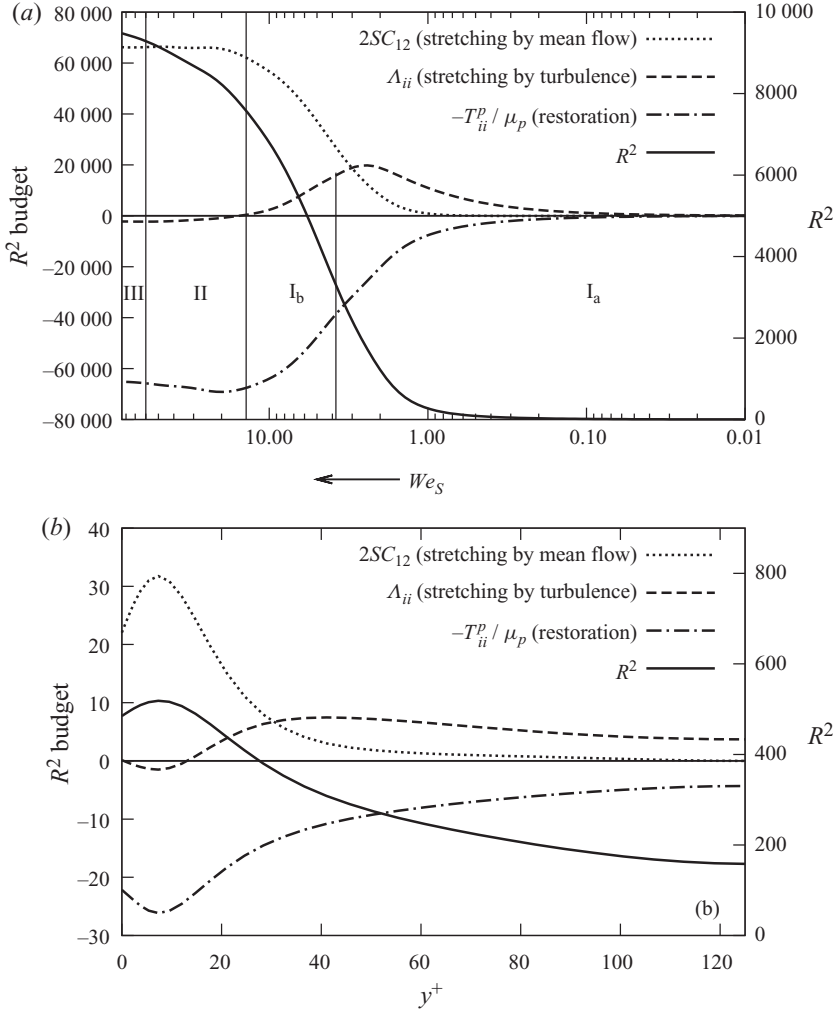 (a)
80 000
60 000
40 000
20 000
0
−20 000
−40 000
−60 000
−80 000
R² budget
2SC₁₂ (stretching by mean flow)
Λᵢᵢ (stretching by turbulence)
−Tᵖᵢᵢ / μₚ (restoration)
R²
III
II
I_b
I_a
10 000
8000
6000
4000
2000
0
R²
10.00
1.00
0.10
0.01
We_S
(b)
40
30
20
10
0
−10
−20
−30
R² budget
2SC₁₂ (stretching by mean flow)
Λᵢᵢ (stretching by turbulence)
−Tᵖᵢᵢ / μₚ (restoration)
R²
800
600
400
200
0
R²
(b)
0
20
40
60
80
100
120
y⁺